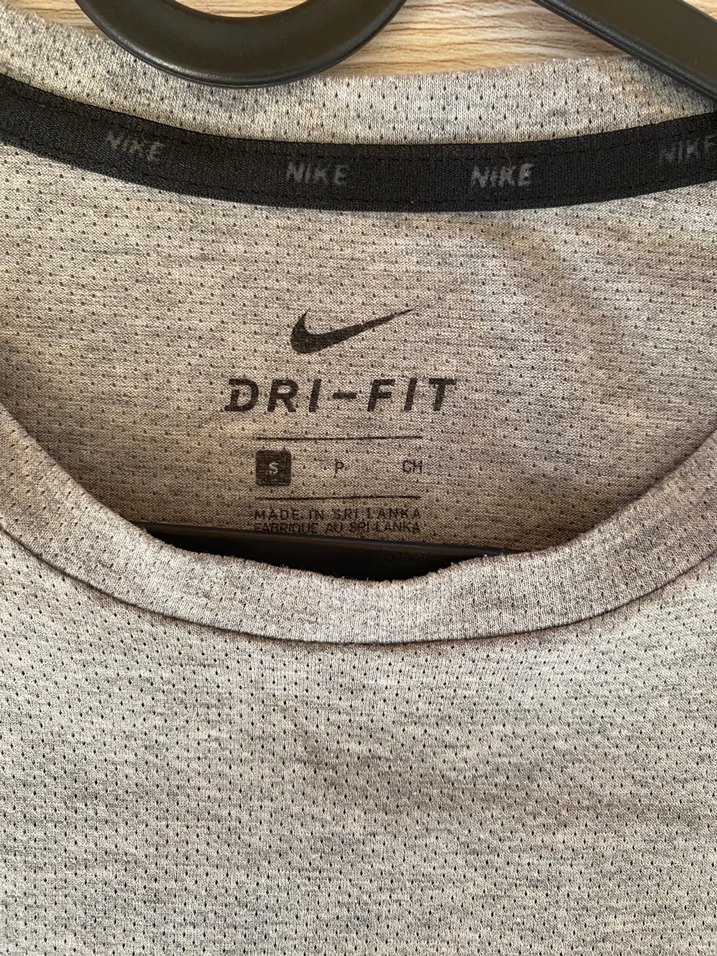 NIKE NIKE NIKE NIKE
DRI-FIT
S P CH
MADE IN SRI LANKA
FABRIQUE AU SRI LANKA